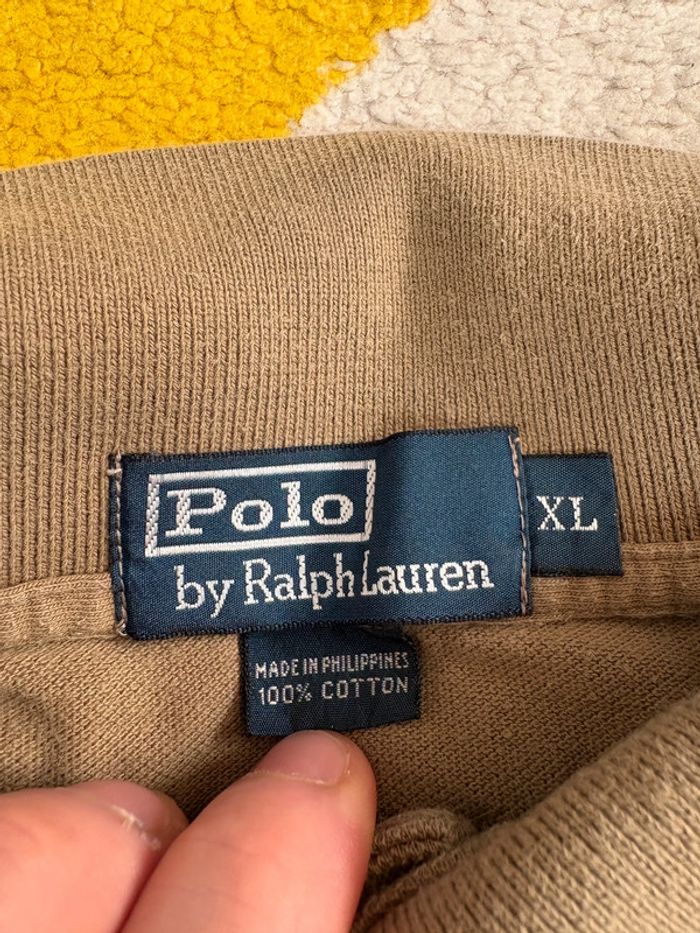 Polo
by Ralph Lauren
XL
MADE IN PHILIPPINES
100% COTTON